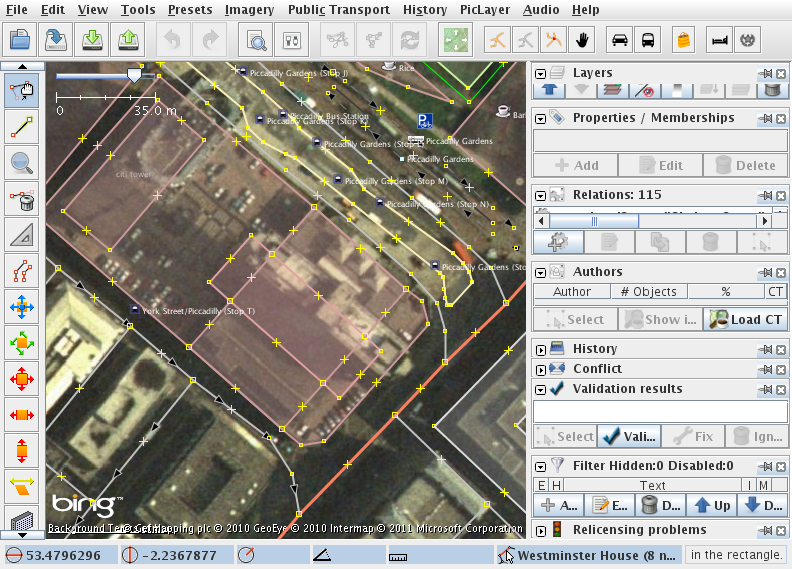 File Edit View Tools Presets Imagery Public Transport History PicLayer Audio Help
35.0 m
0
Piccadilly Gardens (Stop J)
Rice
Piccadilly Bus Station
Piccadilly Gardens (Stop K)
Bar
Piccadilly Gardens
Piccadilly Gardens
citi tower
Piccadilly Gardens (Stop M)
Piccadilly Gardens (Stop N)
Piccadilly Gardens (Sto
York Street/Piccadilly (Stop T)
bing™
Background Terms of Use
Mapping plc © 2010 GeoEye © 2010 Intermap © 2011 Microsoft Corporation
Layers
Properties / Memberships
Add Edit Delete
Relations: 115
Authors
Author # Objects % CT
Select Show i... Load CT
History
Conflict
Validation results
Select Vali... Fix Ign...
Filter Hidden:0 Disabled:0
E H Text I M
A... E... D... Up D...
Relicensing problems
53.4796296 -2.2367877 Westminster House (8 n... in the rectangle.